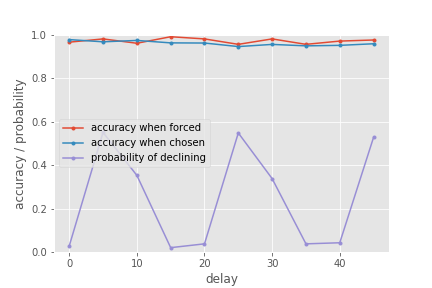 1.0
0.8
0.6
0.4
0.2
0.0
accuracy / probability
accuracy when forced
accuracy when chosen
probability of declining
0 10 20 30 40
delay